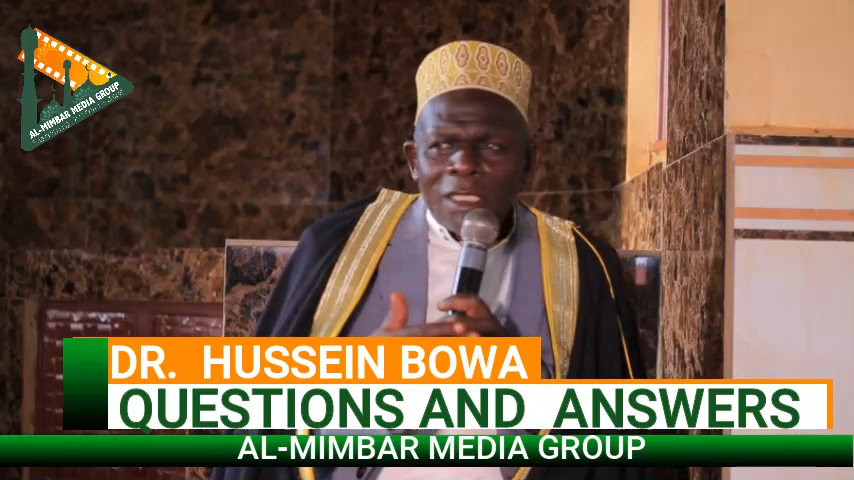 AL-MIMBAR MEDIA GROUP
DR. HUSSEIN BOWA
QUESTIONS AND ANSWERS
AL-MIMBAR MEDIA GROUP